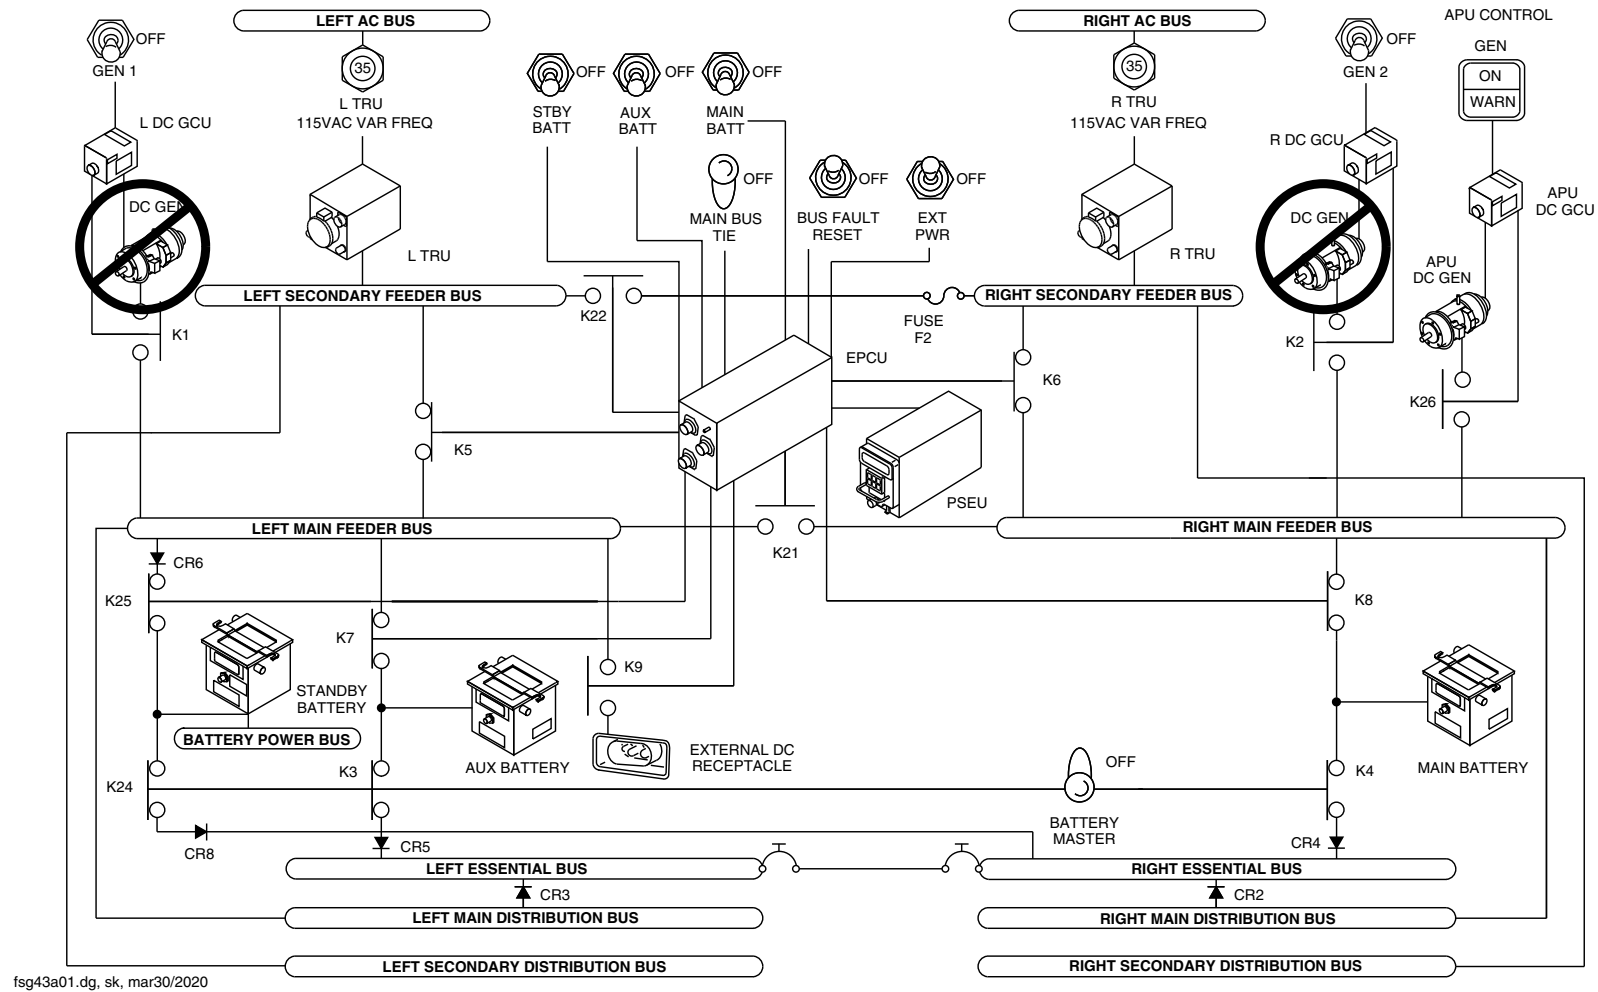 LEFT AC BUS
RIGHT AC BUS
APU CONTROL
OFF
GEN 1
35
L TRU
115VAC VAR FREQ
OFF
STBY
BATT
OFF
AUX
BATT
OFF
MAIN
BATT
35
R TRU
115VAC VAR FREQ
OFF
GEN 2
GEN
ON
WARN
L DC GCU
R DC GCU
OFF
MAIN BUS
TIE
OFF
BUS FAULT
RESET
OFF
EXT
PWR
APU
DC GCU
DC GEN
L TRU
R TRU
DC GEN
APU
DC GEN
LEFT SECONDARY FEEDER BUS
K22
FUSE
F2
RIGHT SECONDARY FEEDER BUS
K1
K2
EPCU
K6
K26
K5
PSEU
LEFT MAIN FEEDER BUS
K21
RIGHT MAIN FEEDER BUS
CR6
K25
K7
K8
K9
STANDBY
BATTERY
BATTERY POWER BUS
AUX BATTERY
EXTERNAL DC
RECEPTACLE
MAIN BATTERY
K24
K3
OFF
BATTERY
MASTER
K4
CR8
CR5
CR4
LEFT ESSENTIAL BUS
RIGHT ESSENTIAL BUS
CR3
CR2
LEFT MAIN DISTRIBUTION BUS
RIGHT MAIN DISTRIBUTION BUS
LEFT SECONDARY DISTRIBUTION BUS
RIGHT SECONDARY DISTRIBUTION BUS
fsg43a01.dg, sk, mar30/2020